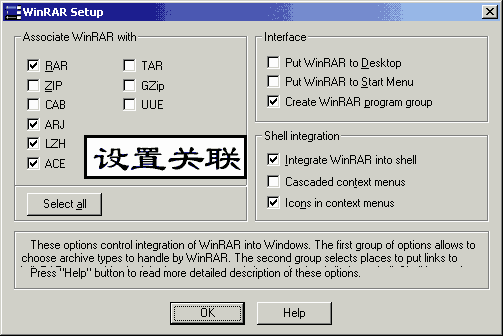 WinRAR Setup
Associate WinRAR with
RAR
TAR
ZIP
GZip
CAB
UUE
ARJ
LZH
ACE
设置关联
Select all
Interface
Put WinRAR to Desktop
Put WinRAR to Start Menu
Create WinRAR program group
Shell integration
Integrate WinRAR into shell
Cascaded context menus
Icons in context menus
These options control integration of WinRAR into Windows. The first group of options allows to
choose archive types to handle by WinRAR. The second group selects places to put links to
Press "Help" button to read more detailed description of these options.
OK
Help